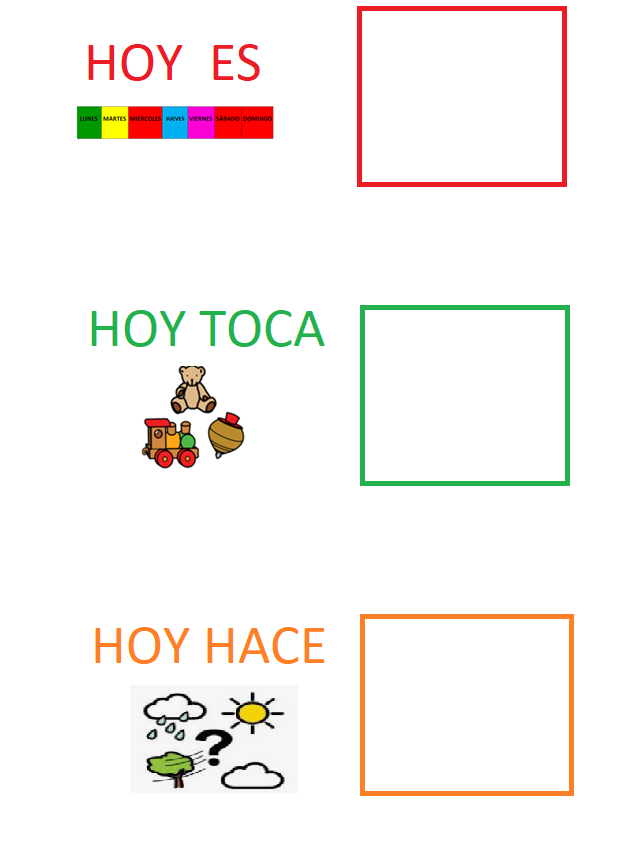 HOY ES
LUNES MARTES MIÉRCOLES JUEVES VIERNES SÁBADO DOMINGO
HOY TOCA
HOY HACE
?